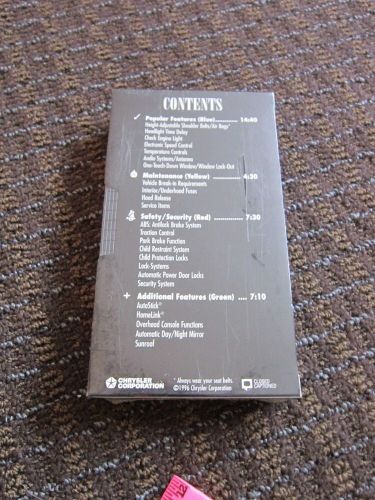 CONTENTS
✓ Popular Features (Blue).......... 14:40
Height-Adjustable Shoulder Belts/Air Bags*
Headlight Time Delay
Check Engine Light
Electronic Speed Control
Temperature Controls
Audio Systems/Antenna
One-Touch-Down Window/Window Lock-Out
Maintenance (Yellow) .............. 4:30
Vehicle Break-in Requirements
Interior/Underhood Fuses
Hood Release
Service Items
Safety/Security (Red) .............. 7:30
ABS: Antilock Brake System
Traction Control
Park Brake Function
Child Restraint System
Child Protection Locks
Lock-Systems
Automatic Power Door Locks
Security System
+ Additional Features (Green) .... 7:10
AutoStick®
HomeLink®
Overhead Console Functions
Automatic Day/Night Mirror
Sunroof
CHRYSLER
CORPORATION
* Always wear your seat belts.
©1996 Chrysler Corporation
CLOSED
CAPTIONED